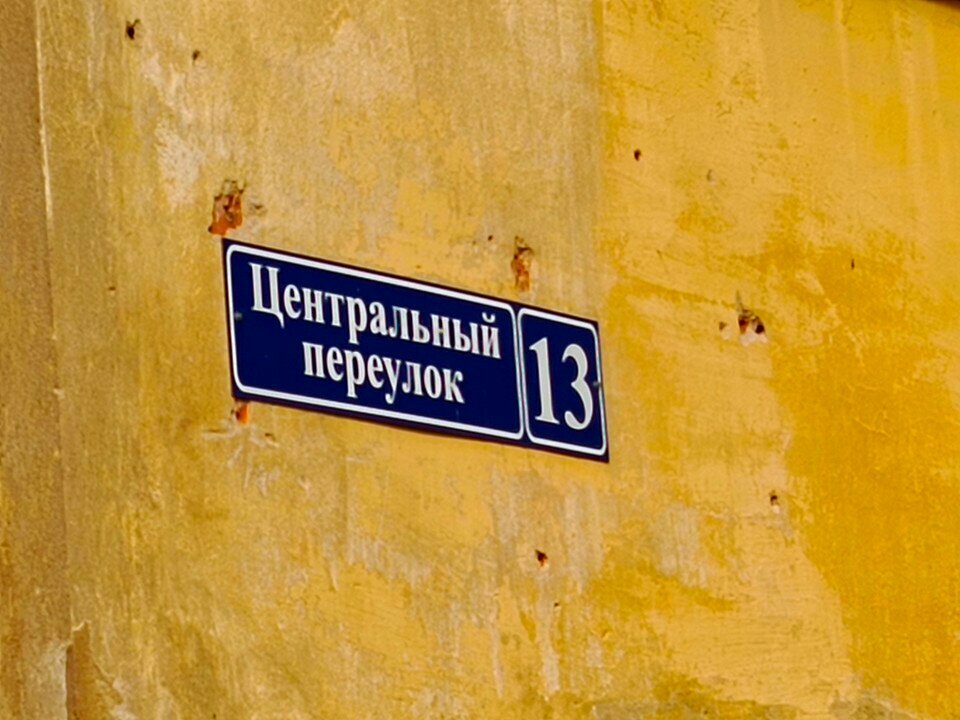 Центральный
переулок
13